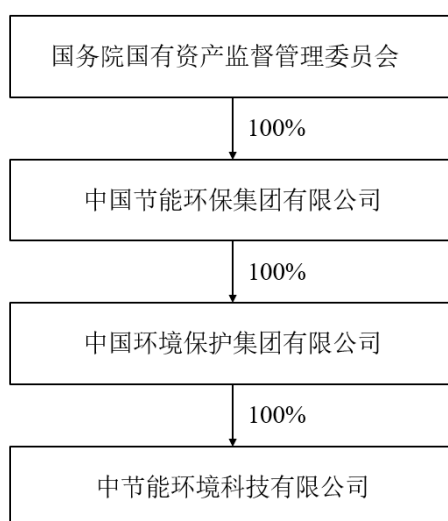 国务院国有资产监督管理委员会
100%
中国节能环保集团有限公司
100%
中国环境保护集团有限公司
100%
中节能环境科技有限公司